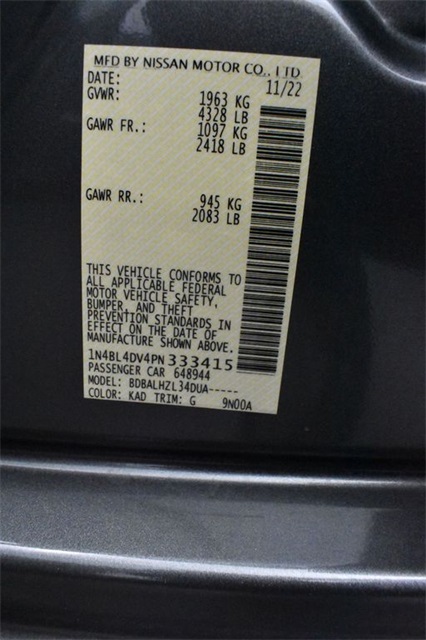 MFD BY NISSAN MOTOR CO., LTD
DATE: 11/22
GVWR: 1963 KG
4328 LB
GAWR FR.: 1097 KG
2418 LB
GAWR RR.: 945 KG
2083 LB
THIS VEHICLE CONFORMS TO
ALL APPLICABLE FEDERAL
MOTOR VEHICLE SAFETY,
BUMPER, AND THEFT
PREVENTION STANDARDS IN
EFFECT ON THE DATE OF
MANUFACTURE SHOWN ABOVE.
1N4BL4DV4PN333415
PASSENGER CAR 648944
MODEL: BDBALHZL34DUA-----
COLOR: KAD TRIM: G 9N00A